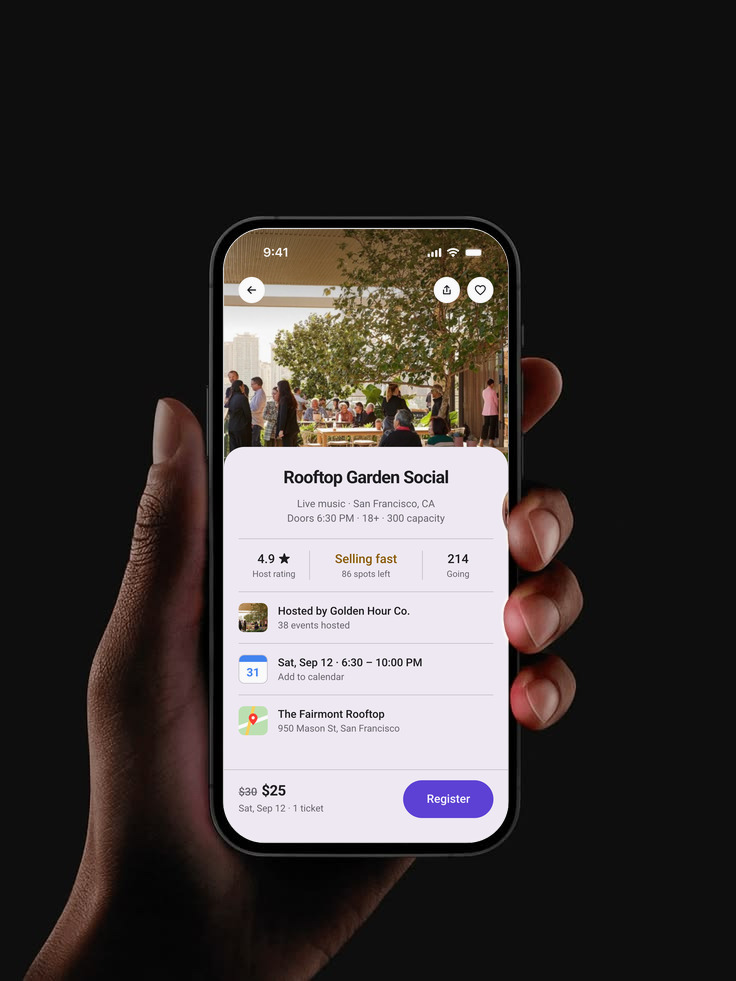 9:41
Rooftop Garden Social
Live music · San Francisco, CA
Doors 6:30 PM · 18+ · 300 capacity
4.9 ★ Selling fast 214
Host rating 86 spots left Going
Hosted by Golden Hour Co.
38 events hosted
31
Sat, Sep 12 · 6:30 – 10:00 PM
Add to calendar
The Fairmont Rooftop
950 Mason St, San Francisco
$30 $25
Sat, Sep 12 · 1 ticket
Register